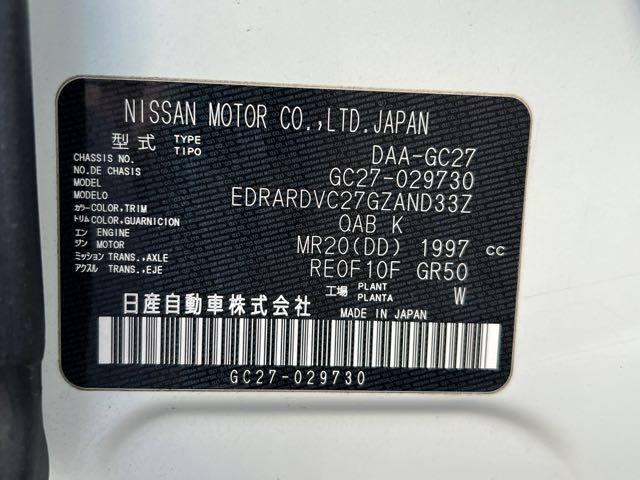 NISSAN MOTOR CO.,LTD.JAPAN
型式 TYPE TIPO DAA-GC27
CHASSIS NO. NO.DE CHASIS GC27-029730
MODEL MODELO EDRARDVC27GZAND33Z
カラー COLOR,TRIM トリム COLOR,GUARNICION QAB K
エン ENGINE ジン MOTOR MR20(DD) 1997 cc
ミッション TRANS.,AXLE アクスル TRANS.,EJE RE0F10F GR50
工場 PLANT PLANTA W
日産自動車株式会社 MADE IN JAPAN
GC27-029730